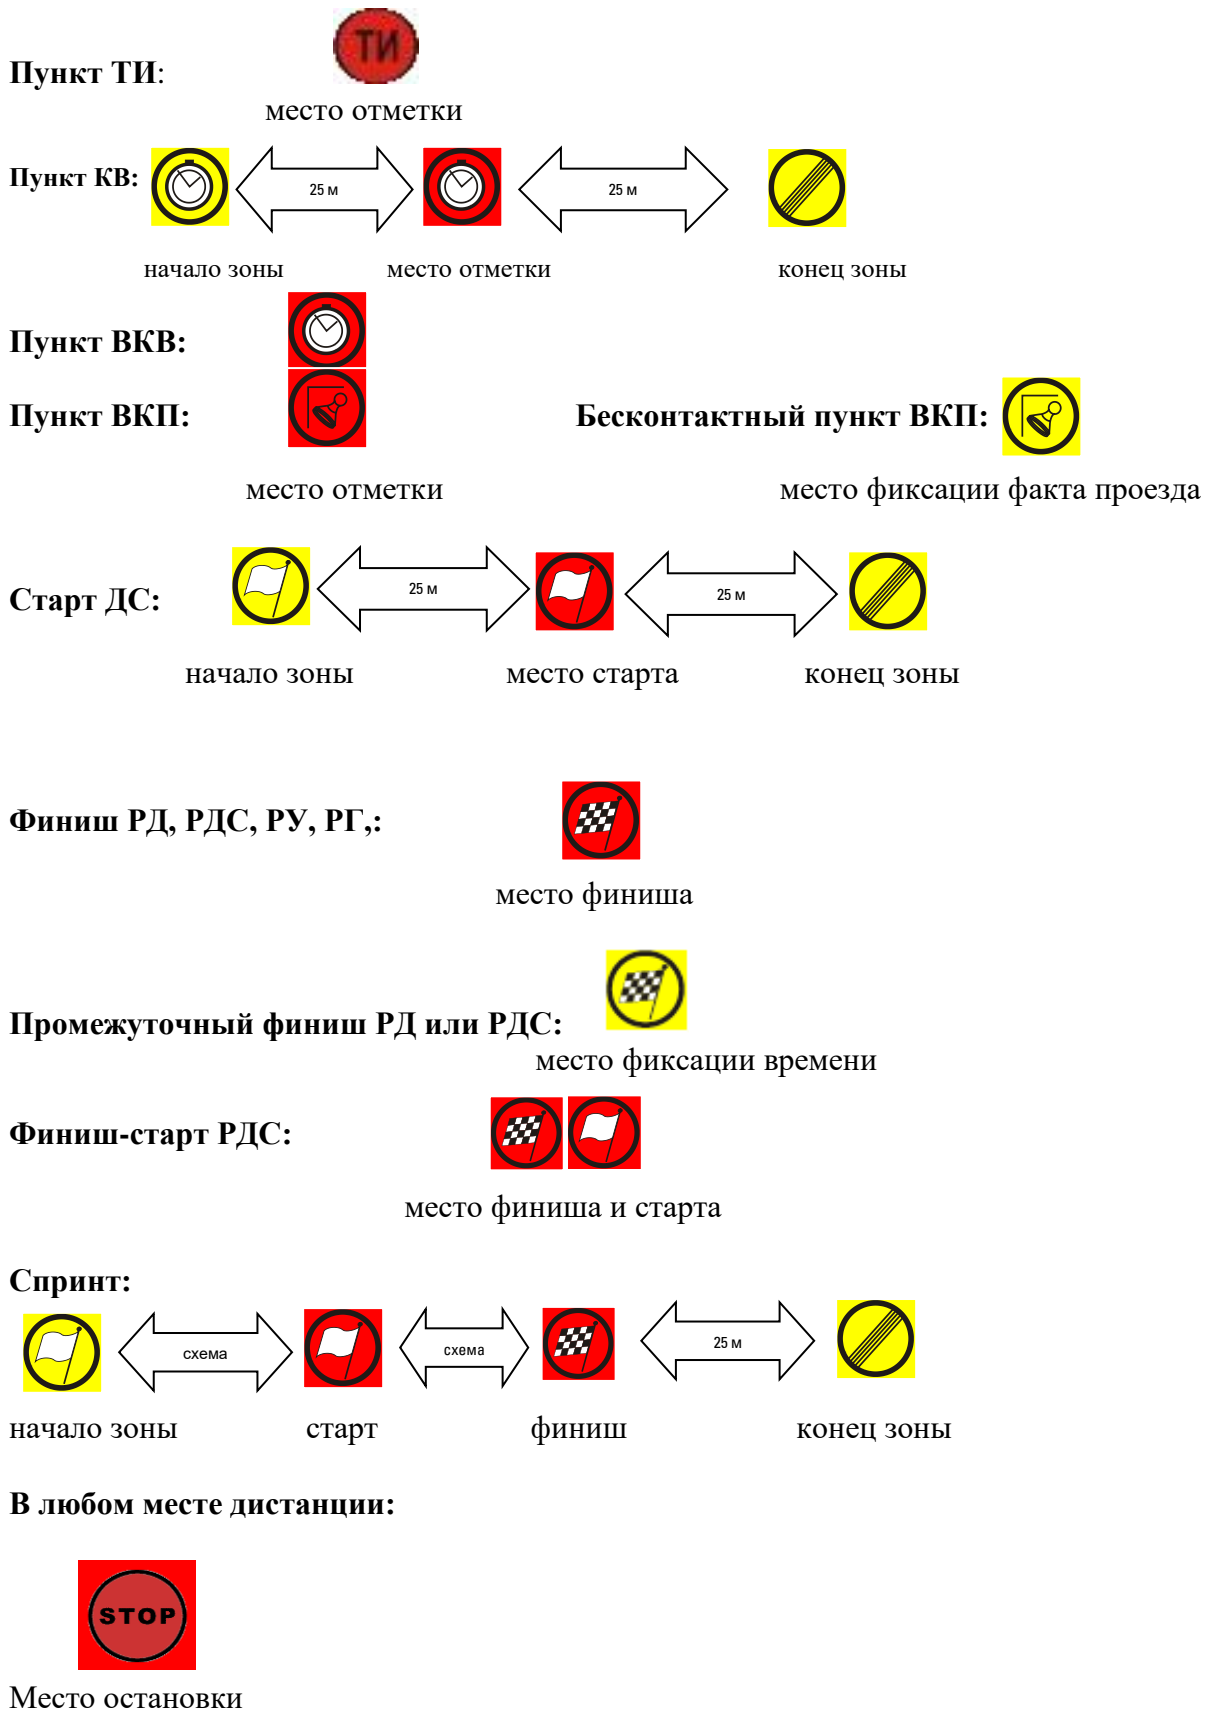 ТИ
Пункт ТИ:
место отметки
Пункт КВ:
25 м
25 м
начало зоны
место отметки
конец зоны
Пункт ВКВ:
Пункт ВКП:
Бесконтактный пункт ВКП:
место отметки
место фиксации факта проезда
Старт ДС:
25 м
25 м
начало зоны
место старта
конец зоны
Финиш РД, РДС, РУ, РГ,:
место финиша
Промежуточный финиш РД или РДС:
место фиксации времени
Финиш-старт РДС:
место финиша и старта
Спринт:
схема
схема
25 м
начало зоны
старт
финиш
конец зоны
В любом месте дистанции:
STOP
Место остановки